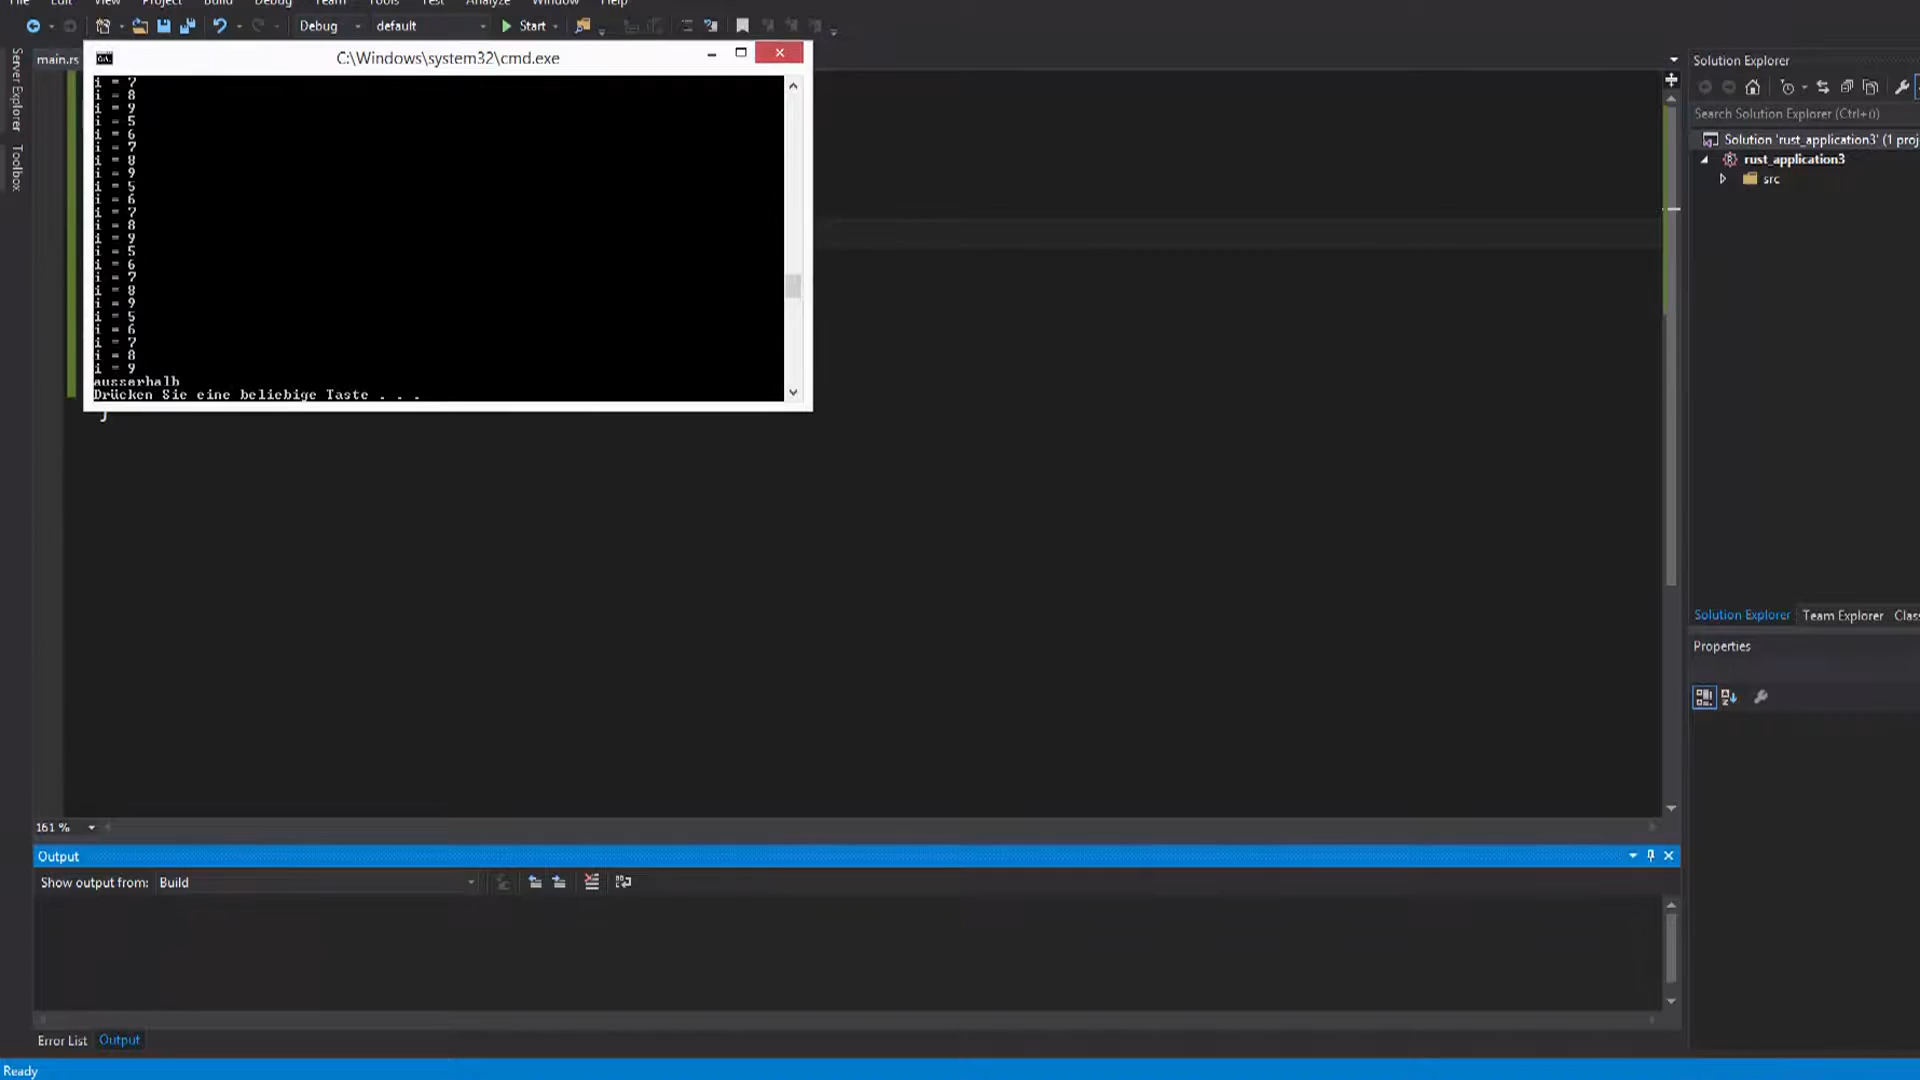 File Edit View Project Build Debug Team Tools Test Analyze Window Help
Debug default Start
main.rs
Server Explorer
Toolbox
C:\Windows\system32\cmd.exe
i = 7
i = 8
i = 9
i = 5
i = 6
i = 7
i = 8
i = 9
i = 5
i = 6
i = 7
i = 8
i = 9
i = 5
i = 6
i = 7
i = 8
i = 9
i = 5
i = 6
i = 7
i = 8
i = 9
ausserhalb
Drücken Sie eine beliebige Taste . . .
}
161 %
Output
Show output from: Build
Error List Output
Ready
Solution Explorer
Search Solution Explorer (Ctrl+ü)
Solution 'rust_application3' (1 proj
rust_application3
src
Solution Explorer Team Explorer Class
Properties